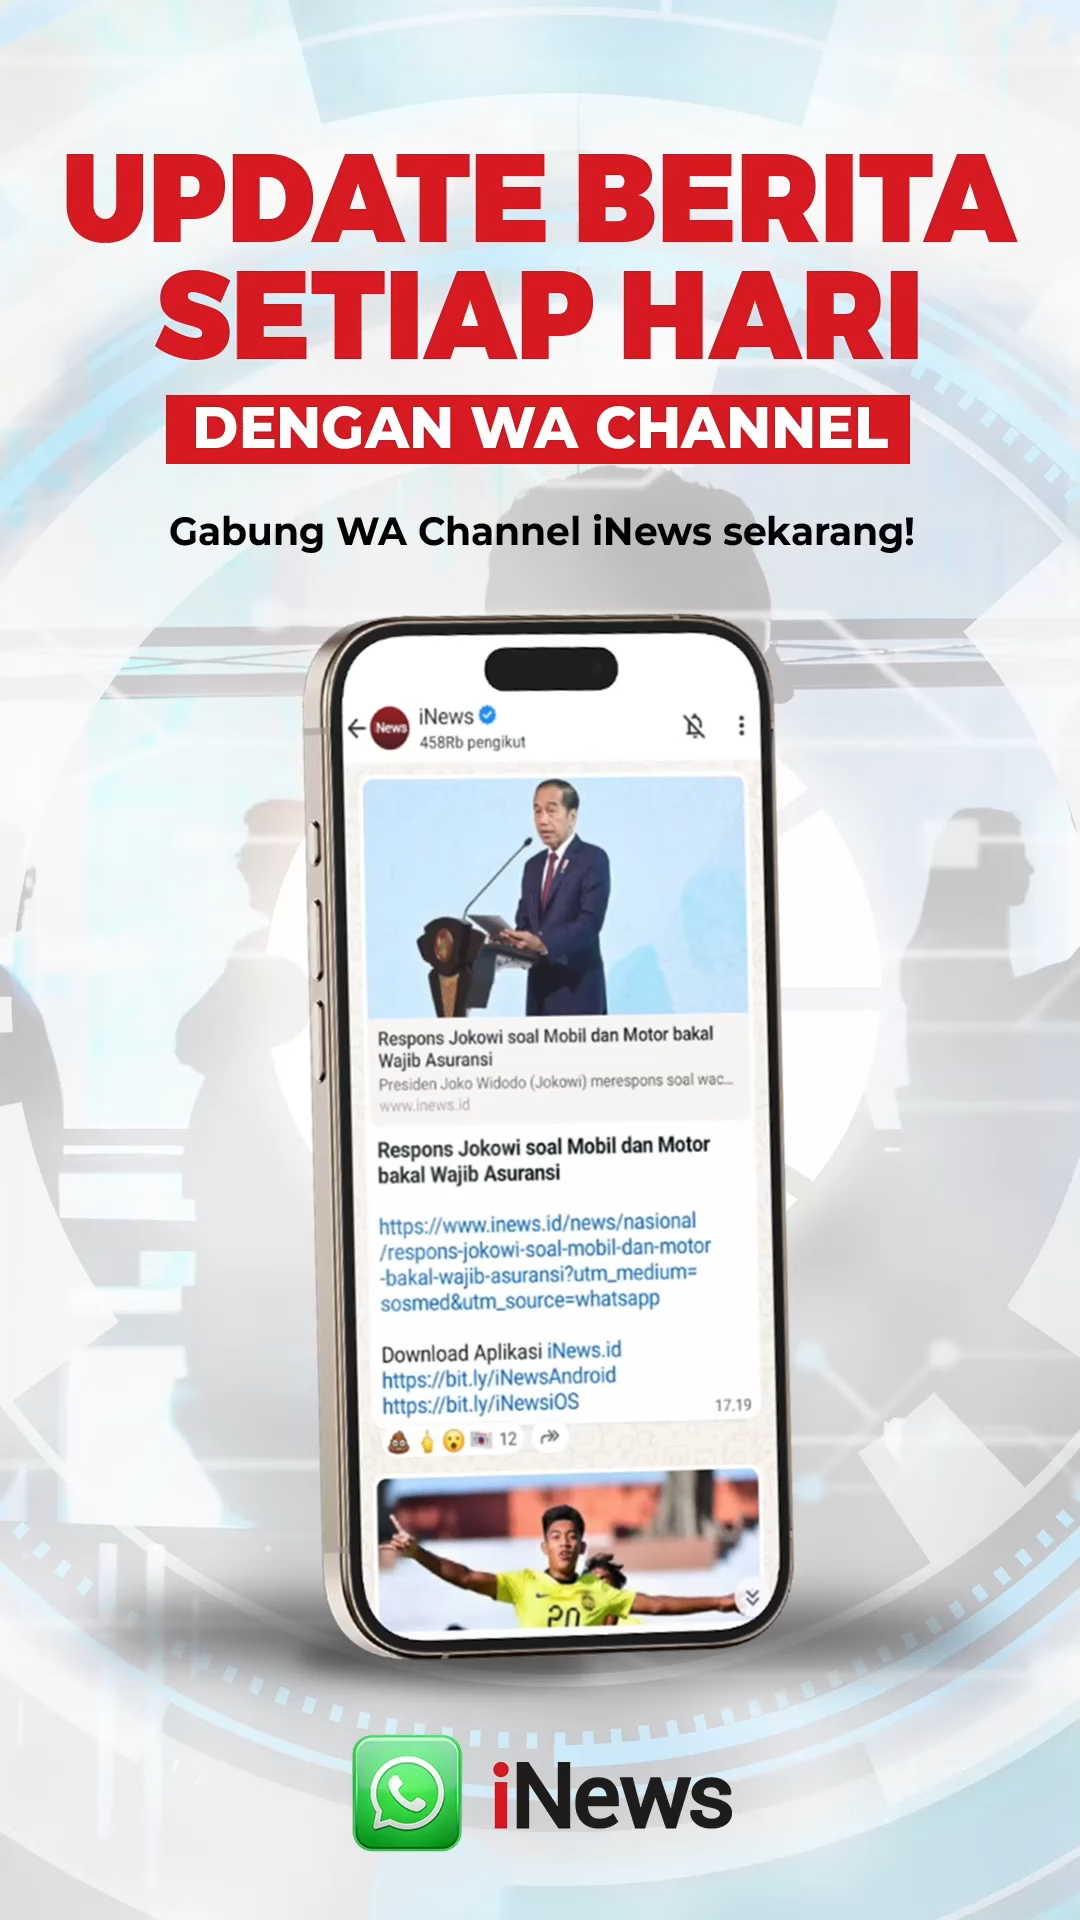 UPDATE BERITA
SETIAP HARI
DENGAN WA CHANNEL
Gabung WA Channel iNews sekarang!
iNews
News
458Rb pengikut
Respons Jokowi soal Mobil dan Motor bakal
Wajib Asuransi
Presiden Joko Widodo (Jokowi) merespons soal wac...
www.inews.id
Respons Jokowi soal Mobil dan Motor
bakal Wajib Asuransi
https://www.inews.id/news/nasional
/respons-jokowi-soal-mobil-dan-motor
-bakal-wajib-asuransi?utm_medium=
sosmed&utm_source=whatsapp
Download Aplikasi iNews.id
https://bit.ly/iNewsAndroid
https://bit.ly/iNewsiOS
17.19
12
20
iNews